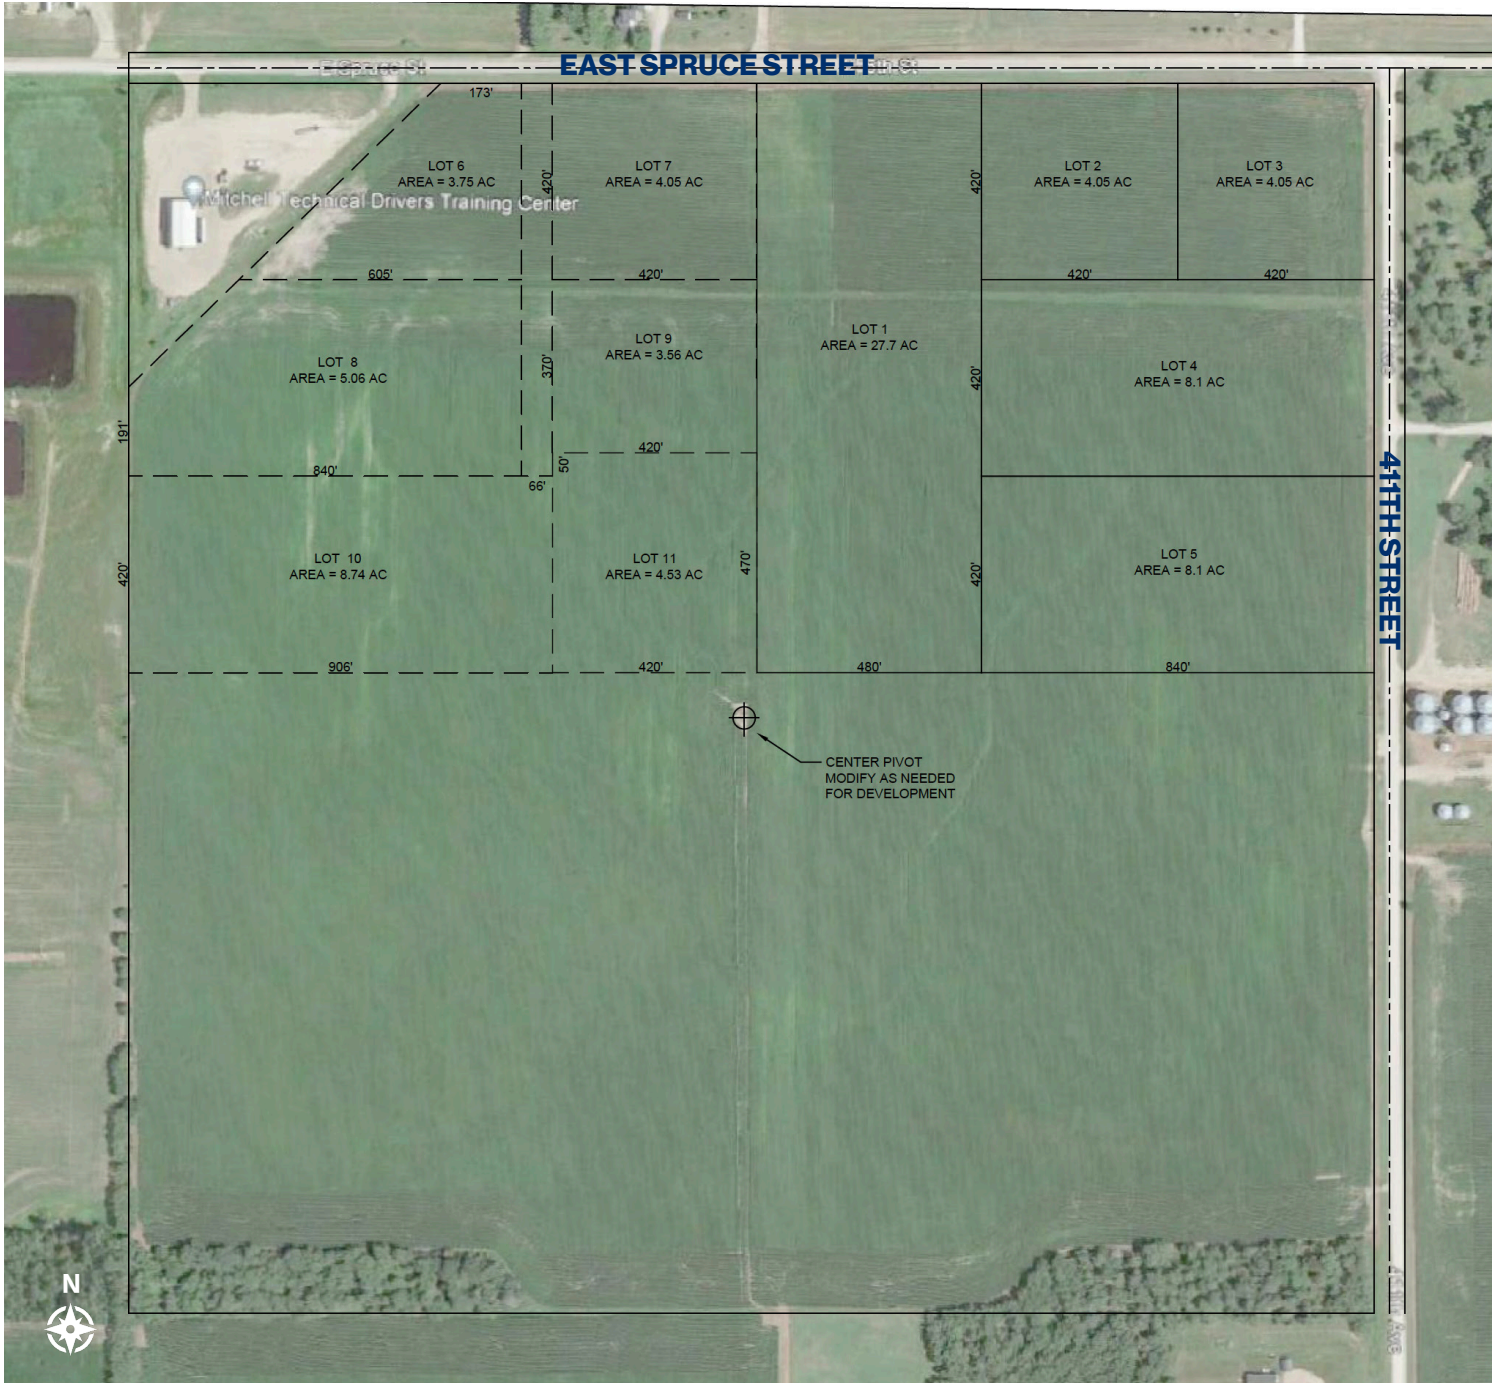 E Spruce St
EAST SPRUCE STREET
173'
LOT 6
AREA = 3.75 AC
420'
LOT 7
AREA = 4.05 AC
420'
LOT 2
AREA = 4.05 AC
LOT 3
AREA = 4.05 AC
Mitchell Technical Drivers Training Center
605'
420'
420'
420'
LOT 8
AREA = 5.06 AC
370'
LOT 9
AREA = 3.56 AC
LOT 1
AREA = 27.7 AC
420'
LOT 4
AREA = 8.1 AC
191'
840'
66'
50'
420'
411TH STREET
LOT 10
AREA = 8.74 AC
420'
LOT 11
AREA = 4.53 AC
470'
420'
LOT 5
AREA = 8.1 AC
906'
420'
480'
840'
CENTER PIVOT
MODIFY AS NEEDED
FOR DEVELOPMENT
N
411th Ave